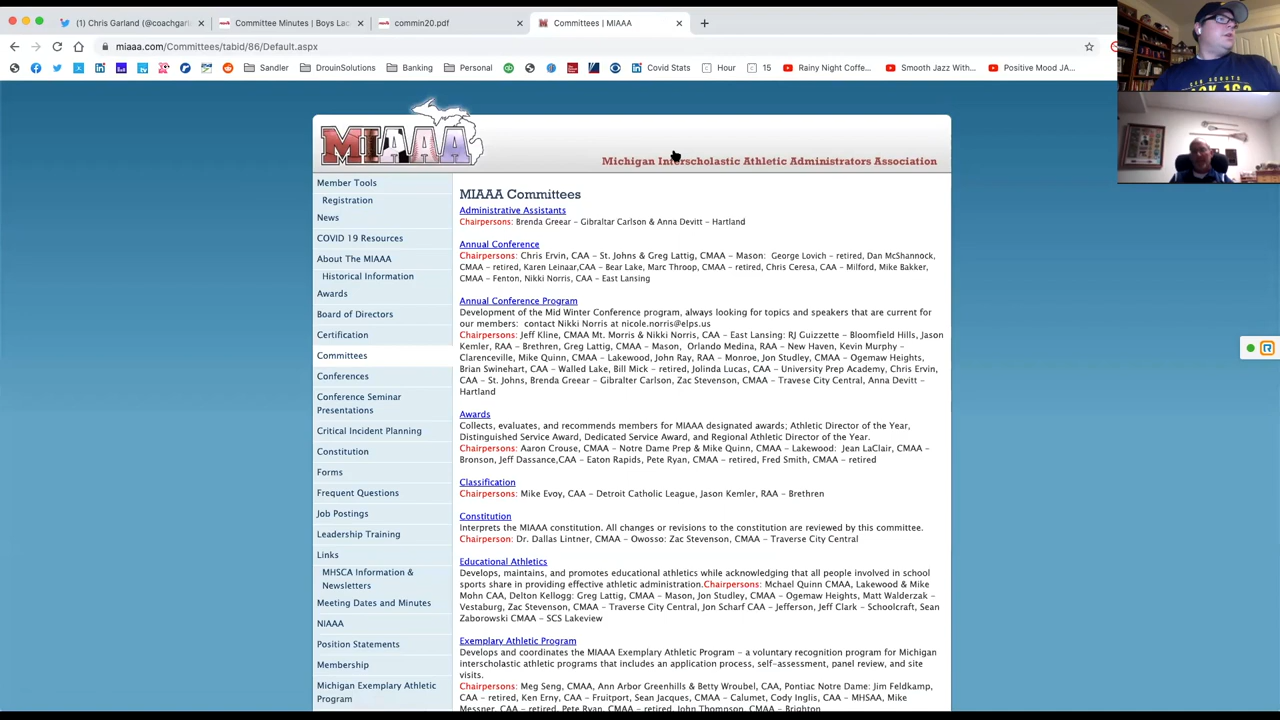 (1) Chris Garland (@coachgarl
Committee Minutes | Boys Lac
commin20.pdf
Committees | MIAAA
miaaa.com/Committees/tabid/86/Default.aspx
Sandler
DrouinSolutions
Banking
Personal
Covid Stats
Hour
15
Rainy Night Coffe...
Smooth Jazz With...
Positive Mood JA...
MIAAA
Michigan Interscholastic Athletic Administrators Association
Member Tools
Registration
News
COVID 19 Resources
About The MIAAA
Historical Information
Awards
Board of Directors
Certification
Committees
Conferences
Conference Seminar
Presentations
Critical Incident Planning
Constitution
Forms
Frequent Questions
Job Postings
Leadership Training
Links
MHSCA Information &
Newsletters
Meeting Dates and Minutes
NIAAA
Position Statements
Membership
Michigan Exemplary Athletic
Program
MIAAA Committees
Administrative Assistants
Chairpersons: Brenda Greear – Gibraltar Carlson & Anna Devitt – Hartland
Annual Conference
Chairpersons: Chris Ervin, CAA – St. Johns & Greg Lattig, CMAA – Mason: George Lovich – retired, Dan McShannock,
CMAA – retired, Karen Leinaar,CAA – Bear Lake, Marc Throop, CMAA – retired, Chris Ceresa, CAA – Milford, Mike Bakker,
CMAA – Fenton, Nikki Norris, CAA – East Lansing
Annual Conference Program
Development of the Mid Winter Conference program, always looking for topics and speakers that are current for
our members: contact Nikki Norris at nicole.norris@elps.us
Chairpersons: Jeff Kline, CMAA Mt. Morris & Nikki Norris, CAA – East Lansing: RJ Guizzette – Bloomfield Hills, Jason
Kemler, RAA – Brethren, Greg Lattig, CMAA – Mason, Orlando Medina, RAA – New Haven, Kevin Murphy –
Clarenceville, Mike Quinn, CMAA – Lakewood, John Ray, RAA – Monroe, Jon Studley, CMAA – Ogemaw Heights,
Brian Swinehart, CAA – Walled Lake, Bill Mick – retired, Jolinda Lucas, CAA – University Prep Academy, Chris Ervin,
CAA – St. Johns, Brenda Greear – Gibralter Carlson, Zac Stevenson, CMAA – Travese City Central, Anna Devitt –
Hartland
Awards
Collects, evaluates, and recommends members for MIAAA designated awards; Athletic Director of the Year,
Distinguished Service Award, Dedicated Service Award, and Regional Athletic Director of the Year.
Chairpersons: Aaron Crouse, CMAA – Notre Dame Prep & Mike Quinn, CMAA – Lakewood: Jean LaClair, CMAA –
Bronson, Jeff Dassance,CAA – Eaton Rapids, Pete Ryan, CMAA – retired, Fred Smith, CMAA – retired
Classification
Chairpersons: Mike Evoy, CAA – Detroit Catholic League, Jason Kemler, RAA – Brethren
Constitution
Interprets the MIAAA constitution. All changes or revisions to the constitution are reviewed by this committee.
Chairperson: Dr. Dallas Lintner, CMAA – Owosso: Zac Stevenson, CMAA – Traverse City Central
Educational Athletics
Develops, maintains, and promotes educational athletics while acknowledging that all people involved in school
sports share in providing effective athletic administration.Chairpersons: Mchael Quinn CMAA, Lakewood & Mike
Mohn CAA, Delton Kellogg: Greg Lattig, CMAA – Mason, Jon Studley, CMAA – Ogemaw Heights, Matt Walderzak –
Vestaburg, Zac Stevenson, CMAA – Traverse City Central, Jon Scharf CAA – Jefferson, Jeff Clark – Schoolcraft, Sean
Zaborowski CMAA – SCS Lakeview
Exemplary Athletic Program
Develops and coordinates the MIAAA Exemplary Athletic Program – a voluntary recognition program for Michigan
interscholastic athletic programs that includes an application process, self-assessment, panel review, and site
visits.
Chairpersons: Meg Seng, CMAA, Ann Arbor Greenhills & Betty Wroubel, CAA, Pontiac Notre Dame: Jim Feldkamp,
CAA – retired, Ken Erny, CAA – Fruitport, Sean Jacques, CMAA – Calumet, Cody Inglis, CAA – MHSAA, Mike
Messner, CAA – retired, Pete Ryan, CMAA – retired, John Thompson, CMAA – Brighton